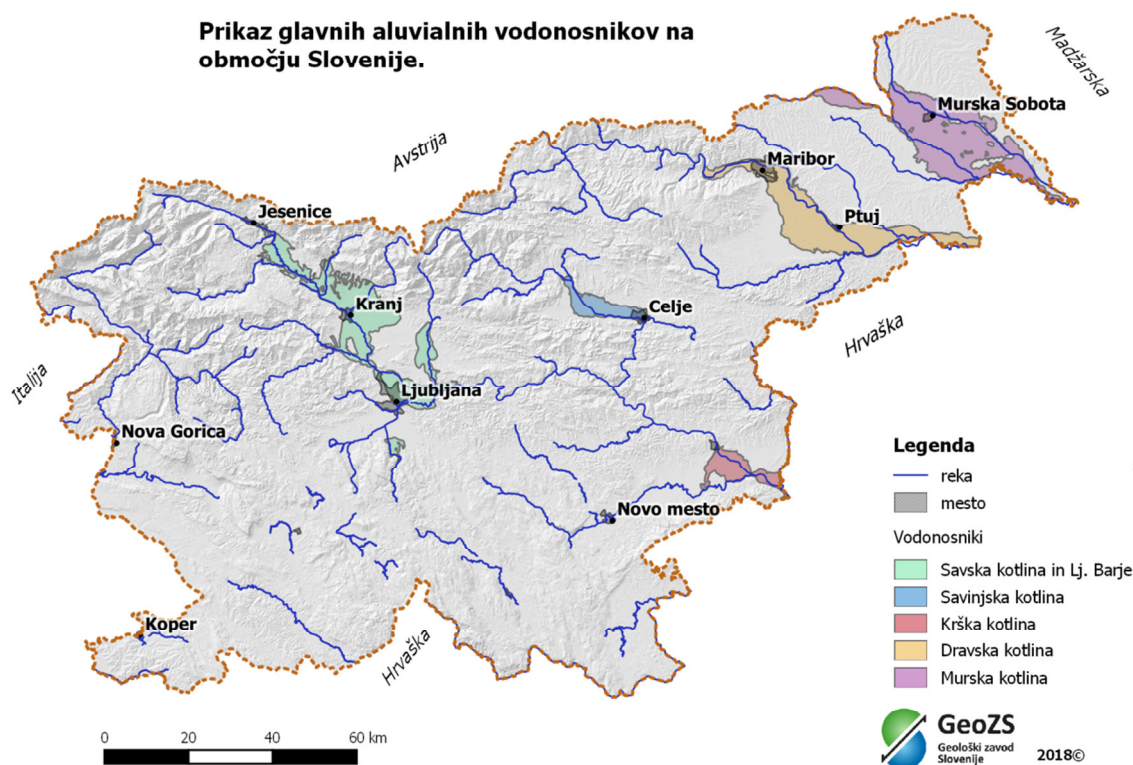 Prikaz glavnih aluvialnih vodonosnikov na
območju Slovenije.
Madžarska
Murska Sobota
Avstrija
Maribor
Jesenice
Ptuj
Kranj
Celje
Hrvaška
Italija
Ljubljana
Nova Gorica
Novo mesto
Koper
Hrvaška
Legenda
reka
mesto
Vodonosniki
Savska kotlina in Lj. Barje
Savinjska kotlina
Krška kotlina
Dravska kotlina
Murska kotlina
0 20 40 60 km
GeoZS
Geološki zavod
Slovenije
2018©